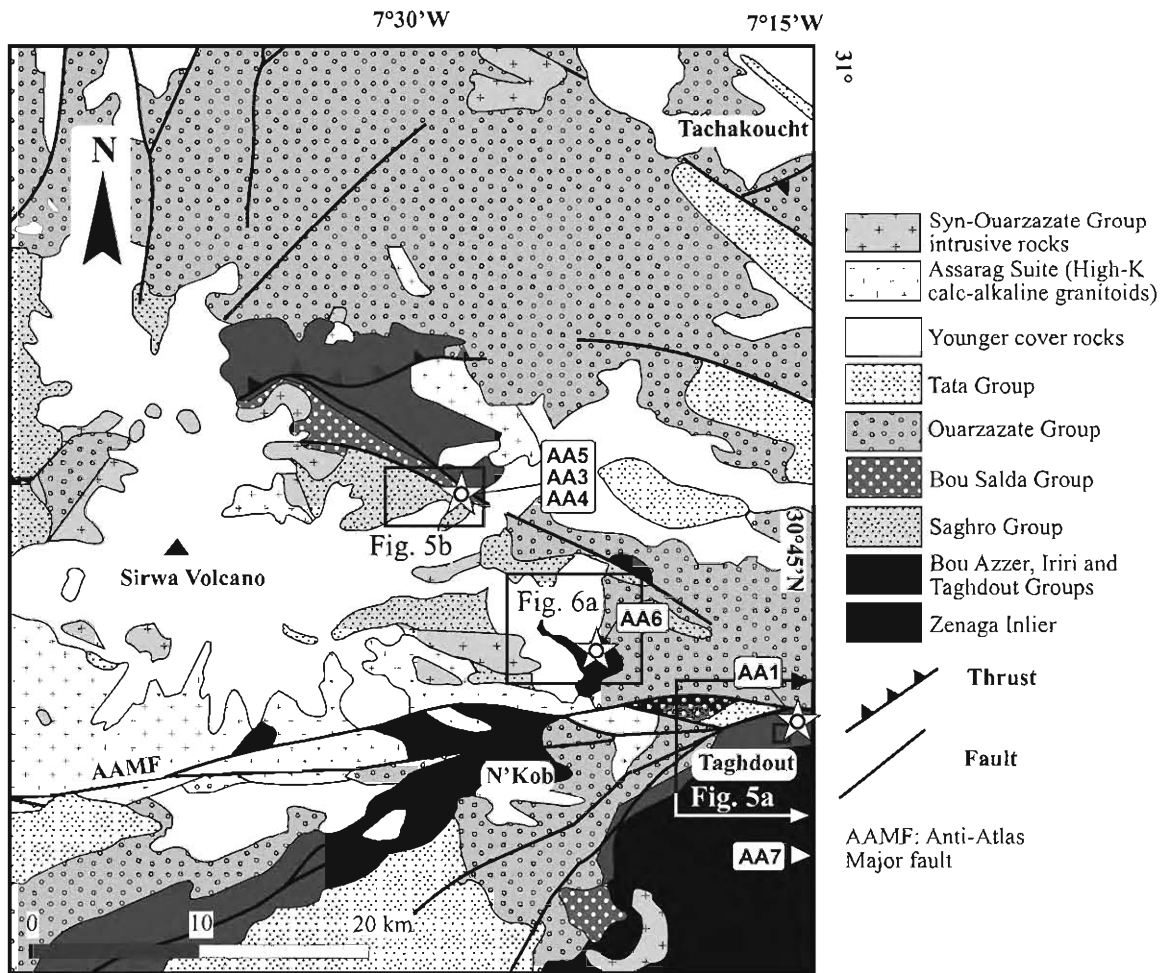 7°30'W
7°15'W
31°
N
Tachakoucht
AA5
AA3
AA4
Fig. 5b
30°45'N
Sirwa Volcano
Fig. 6a
AA6
AA1
AAMF
N'Kob
Taghdout
Fig. 5a
AA7
0
10
20 km
Syn-Ouarzazate Group
intrusive rocks
Assarag Suite (High-K
calc-alkaline granitoids)
Younger cover rocks
Tata Group
Ouarzazate Group
Bou Salda Group
Saghro Group
Bou Azzer, Iriri and
Taghdout Groups
Zenaga Inlier
Thrust
Fault
AAMF: Anti-Atlas
Major fault